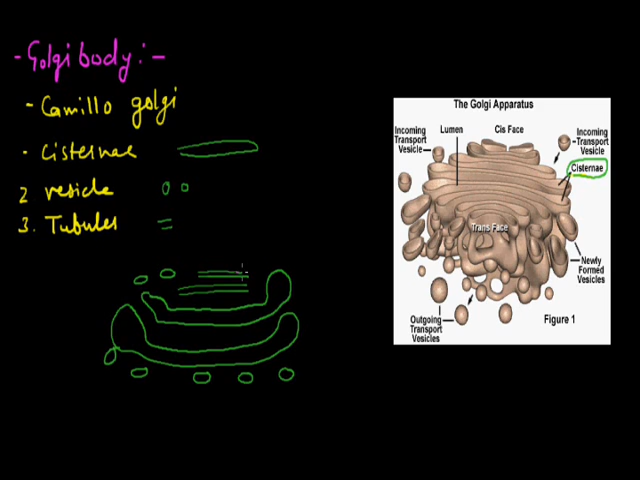 - Golgi body :-
- Camillo golgi
- Cisternae
2 vesicle
3. Tubules
The Golgi Apparatus
Incoming
Transport
Vesicle
Lumen
Cis Face
Incoming
Transport
Vesicle
Cisternae
Trans Face
Newly
Formed
Vesicles
Outgoing
Transport
Vesicles
Figure 1